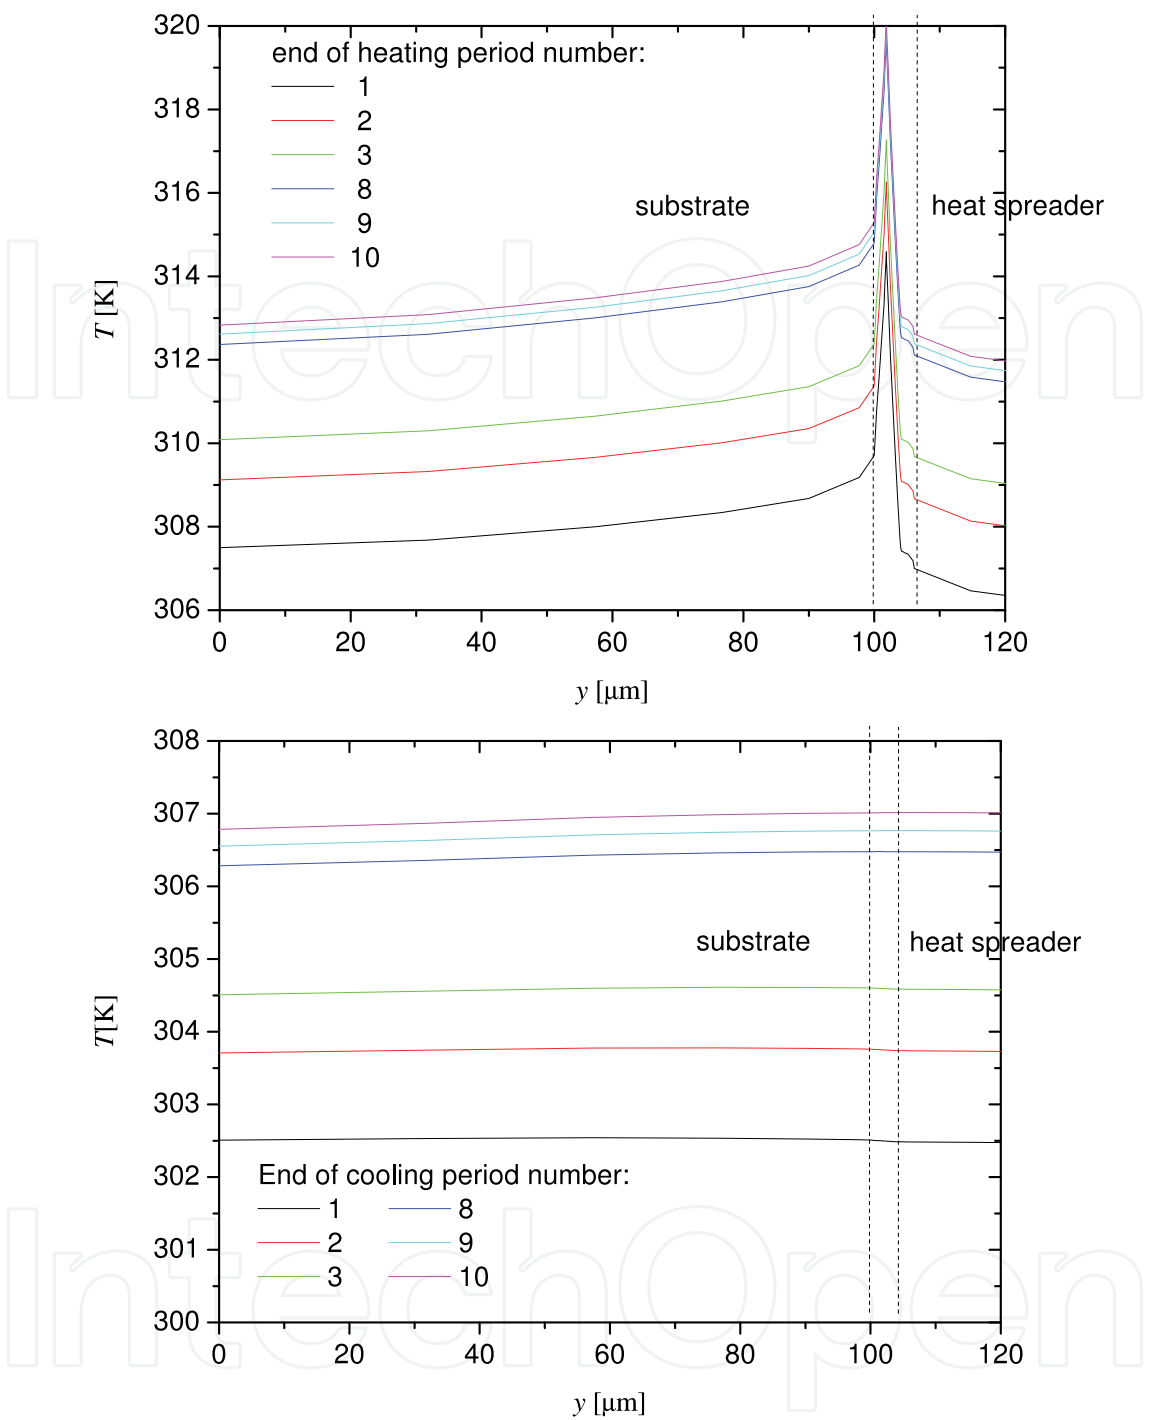 320
318
316
314
312
310
308
306
T [K]
end of heating period number:
1
2
3
8
9
10
substrate
heat spreader
0 20 40 60 80 100 120
y [μm]
308
307
306
305
304
303
302
301
300
T[K]
substrate
heat spreader
End of cooling period number:
1 8
2 9
3 10
0 20 40 60 80 100 120
y [μm]
IntechOpen
IntechOpen